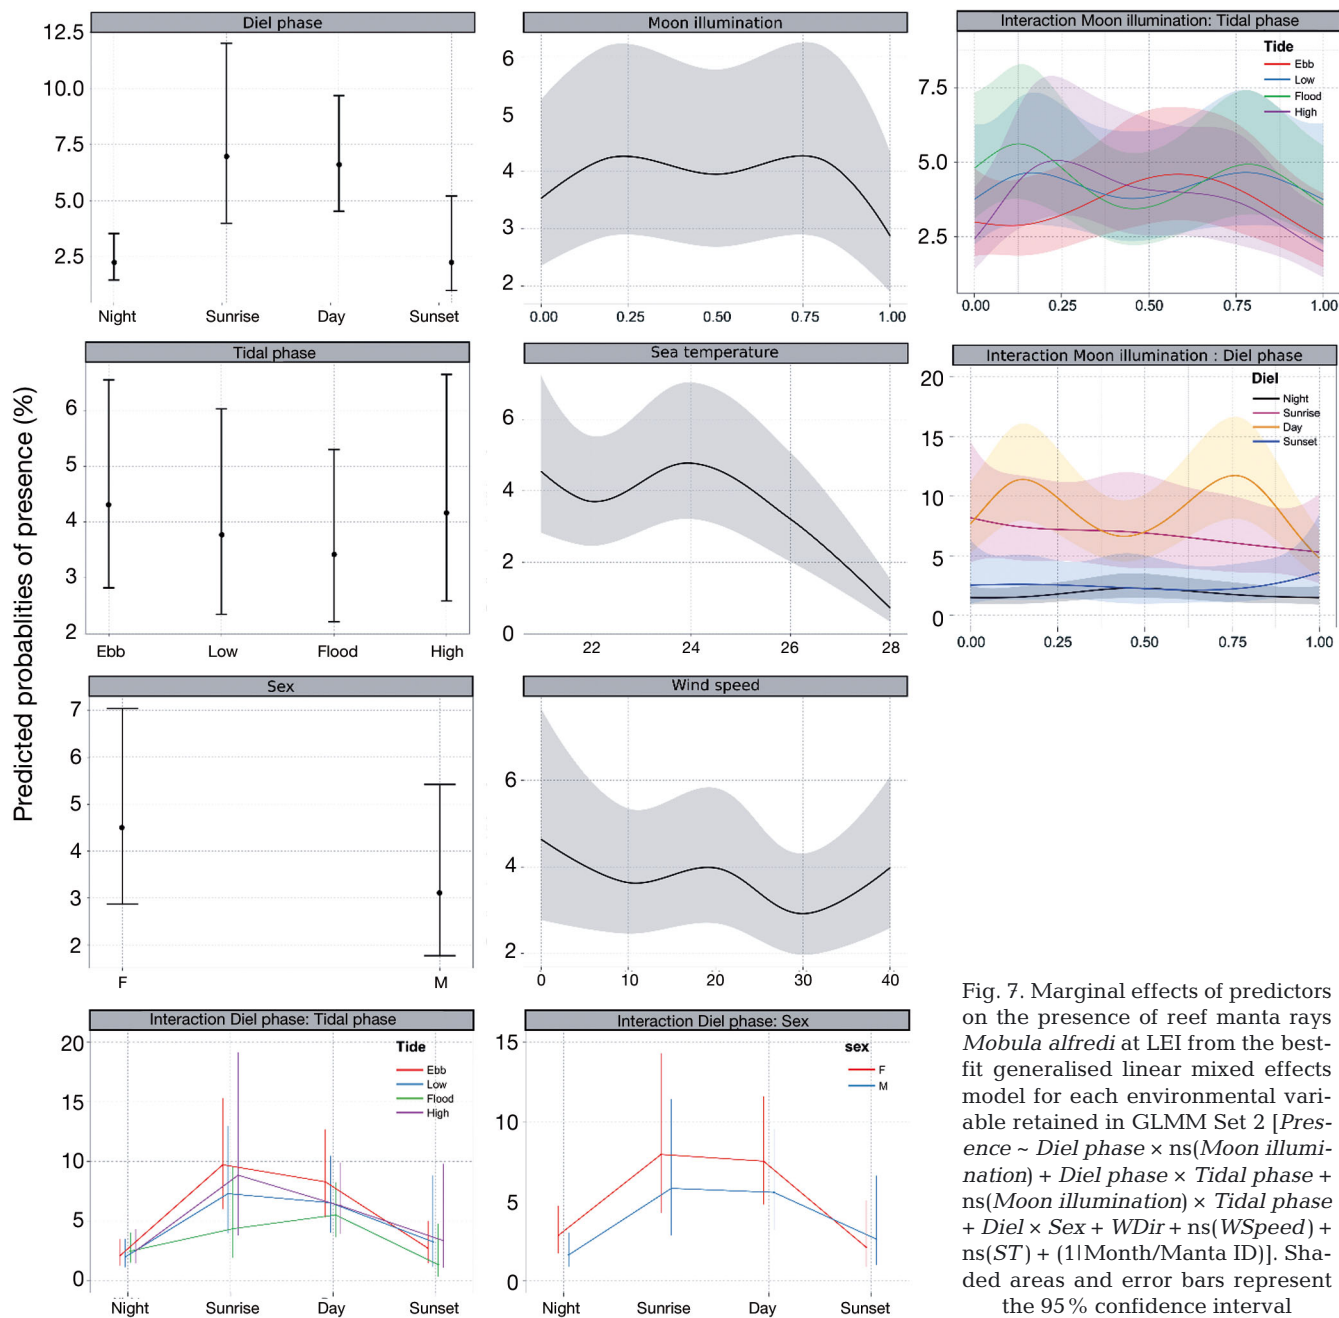 Predicted probablities of presence (%)
Diel phase
12.5
10.0
7.5
5.0
2.5
Night Sunrise Day Sunset
Moon illumination
6
5
4
3
2
0.00 0.25 0.50 0.75 1.00
Interaction Moon illumination: Tidal phase
Tide
Ebb
Low
Flood
High
7.5
5.0
2.5
0.00 0.25 0.50 0.75 1.00
Tidal phase
6
5
4
3
2
Ebb Low Flood High
Sea temperature
6
4
2
0
22 24 26 28
Interaction Moon illumination : Diel phase
Diel
Night
Sunrise
Day
Sunset
20
15
10
5
0
0.00 0.25 0.50 0.75 1.00
Sex
7
6
5
4
3
2
F M
Wind speed
6
4
2
0 10 20 30 40
Interaction Diel phase: Tidal phase
Tide
Ebb
Low
Flood
High
20
15
10
5
0
Night Sunrise Day Sunset
Interaction Diel phase: Sex
sex
F
M
15
10
5
0
Night Sunrise Day Sunset
Fig. 7. Marginal effects of predictors
on the presence of reef manta rays
Mobula alfredi at LEI from the best-
fit generalised linear mixed effects
model for each environmental vari-
able retained in GLMM Set 2 [Pres-
ence ~ Diel phase × ns(Moon illumi-
nation) + Diel phase × Tidal phase +
ns(Moon illumination) × Tidal phase
+ Diel × Sex + WDir + ns(WSpeed) +
ns(ST) + (1|Month/Manta ID)]. Sha-
ded areas and error bars represent
the 95% confidence interval